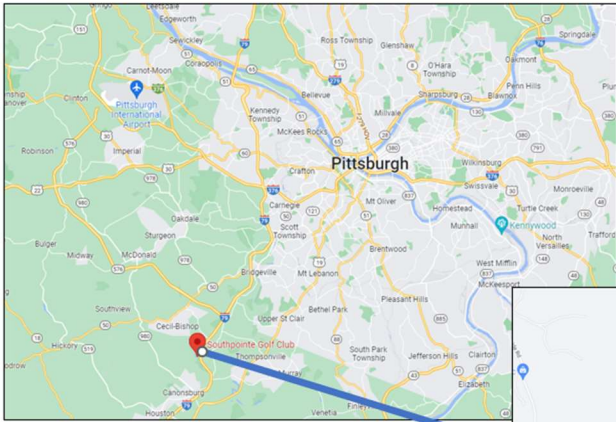 Leetsdale
Edgeworth
Sewickley
Ross Township
Glenshaw
Springdale
Oakmont
Coraopolis
O'Hara
Township
Penn Hills
Carnot-Moon
Bellevue
Sharpsburg
Blawnox
Clinton
Pittsburgh
International
Airport
Kennedy
Township
Millvale
McKees Rocks
Imperial
Robinson
Pittsburgh
Wilkinsburg
Crafton
Swissvale
Monroeville
Carnegie
Mt Oliver
Homestead
Turtle Creek
Oakdale
Scott
Township
Munhall
Kennywood
North
Versailles
Trafford
Sturgeon
Bulger
Midway
McDonald
Brentwood
West Mifflin
Bridgeville
Mt Lebanon
McKeesport
Pleasant Hills
Southview
Bethel Park
Upper St Clair
Cecil-Bishop
Hickory
Southpointe Golf Club
Thompsonville
South Park
Township
Jefferson Hills
Clairton
Murray
Elizabeth
Canonsburg
Houston
Venetia
Finley